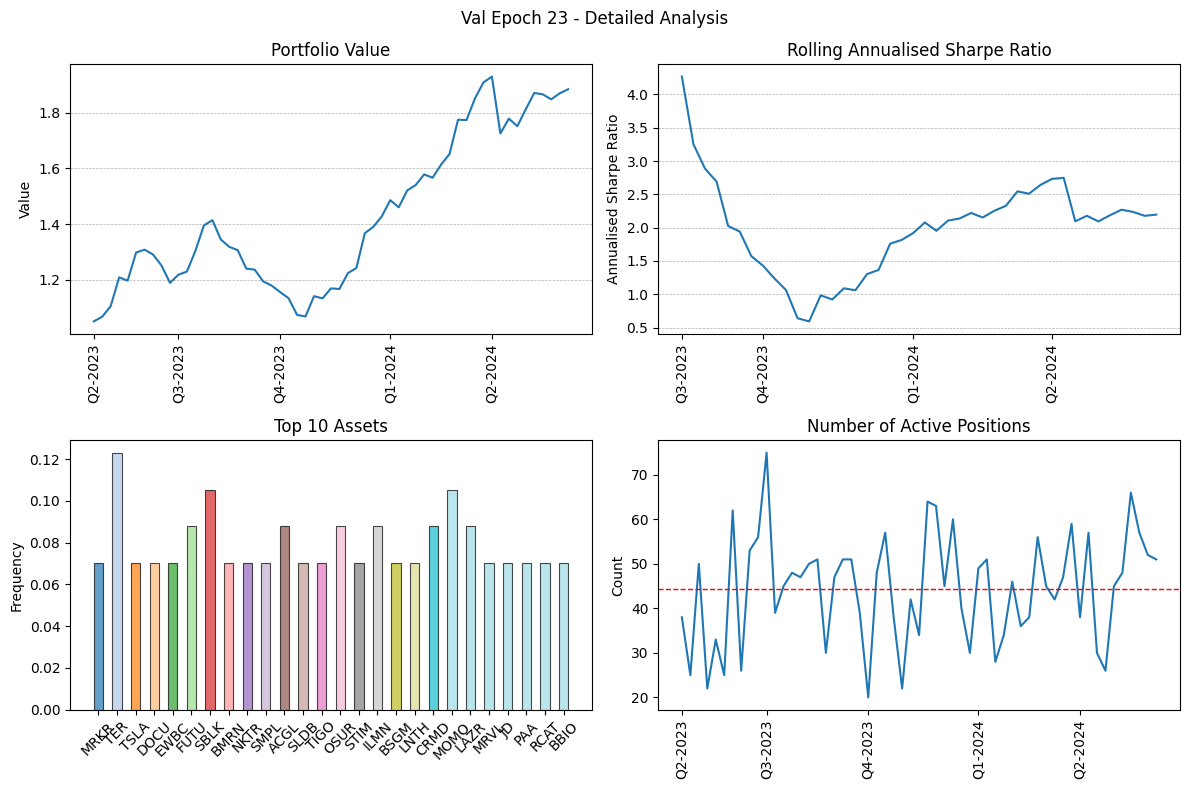 Val Epoch 23 - Detailed Analysis
Portfolio Value
Value
1.8
1.6
1.4
1.2
Q2-2023
Q3-2023
Q4-2023
Q1-2024
Q2-2024
Rolling Annualised Sharpe Ratio
Annualised Sharpe Ratio
4.0
3.5
3.0
2.5
2.0
1.5
1.0
0.5
Q3-2023
Q4-2023
Q1-2024
Q2-2024
Top 10 Assets
Frequency
0.12
0.10
0.08
0.06
0.04
0.02
0.00
MRKR
TER
TSLA
DOCU
EWBC
FUTU
SBLK
BMRN
NKTR
SMPL
ACGL
SLDB
TIGO
OSUR
STIM
ILMN
BSGM
LNTH
CRMD
MOMO
LAZR
MRVL
JD
PAA
RCAT
BBIO
Number of Active Positions
Count
70
60
50
40
30
20
Q2-2023
Q3-2023
Q4-2023
Q1-2024
Q2-2024